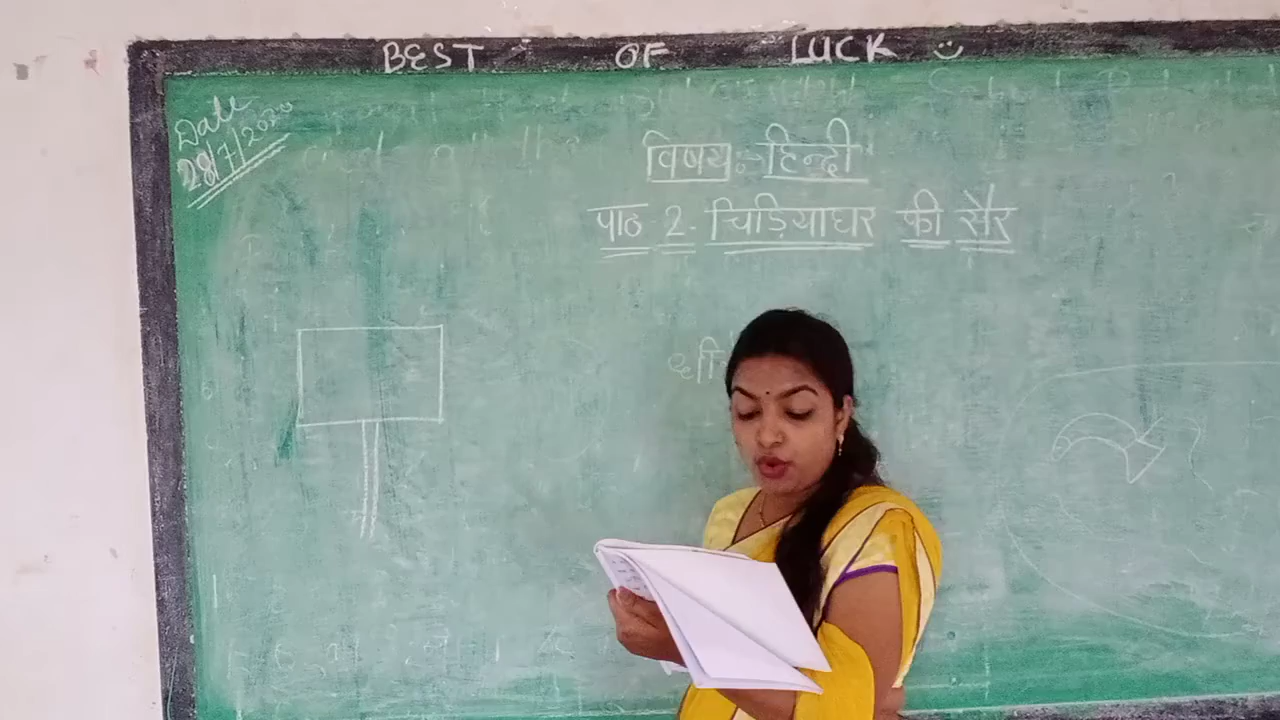 BEST OF LUCK
Date
28/7/2020
विषय :- हिन्दी
पाठ 2. चिड़ियाघर की सैर